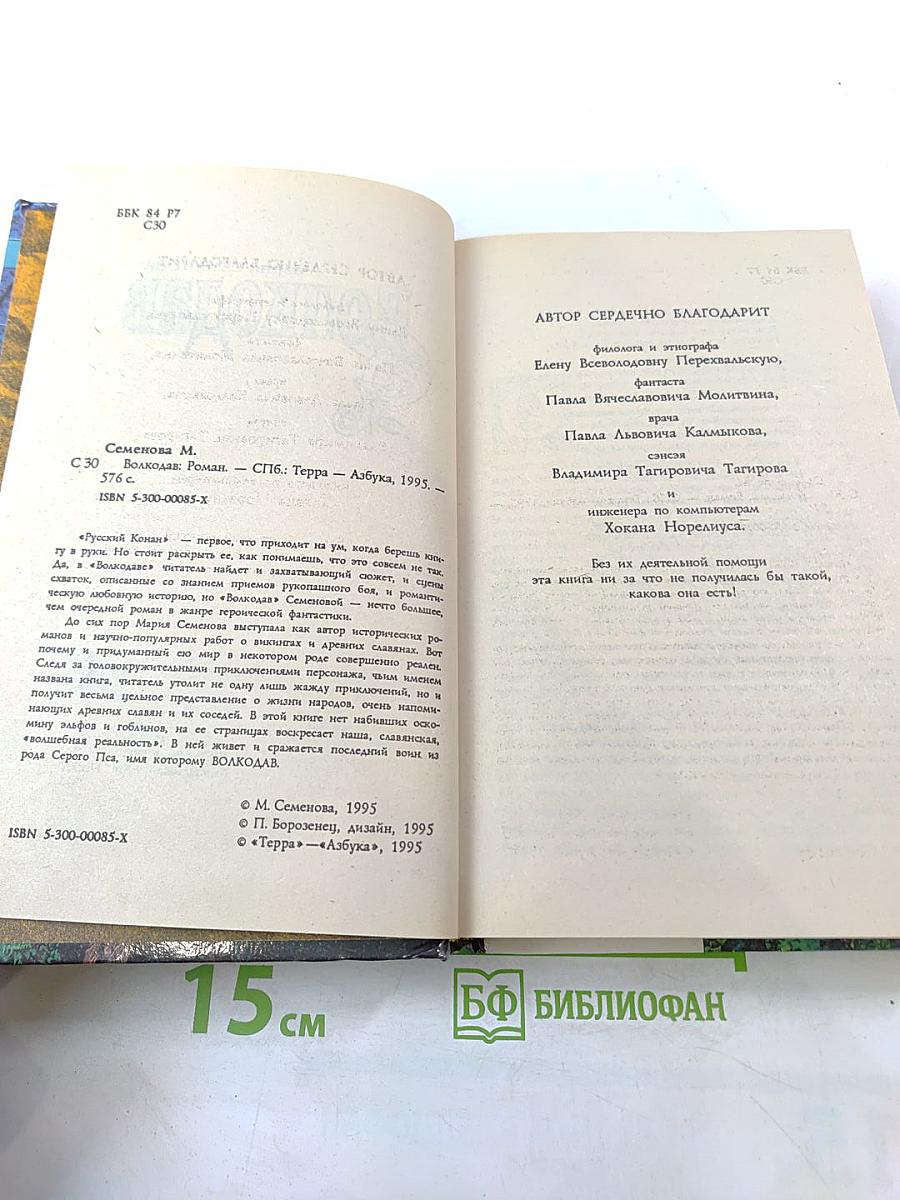 ББК 84 Р7
С30
Семенова М.
С 30 Волкодав: Роман. — СПб.: Терра — Азбука, 1995. —
576 с.
ISBN 5-300-00085-X
«Русский Конан» — первое, что приходит на ум, когда берешь кни-
гу в руки. Но стоит раскрыть ее, как понимаешь, что это совсем не так.
Да, в «Волкодаве» читатель найдет и захватывающий сюжет, и сцены
схваток, описанные со знанием приемов рукопашного боя, и романти-
ческую любовную историю, но «Волкодав» Семеновой — нечто большее,
чем очередной роман в жанре героической фантастики.
До сих пор Мария Семенова выступала как автор исторических ро-
манов и научно-популярных работ о викингах и древних славянах. Вот
почему и придуманный ею мир в некотором роде совершенно реален.
Следя за головокружительными приключениями персонажа, чьим именем
названа книга, читатель утолит не одну лишь жажду приключений, но и
получит весьма цельное представление о жизни народов, очень напоми-
нающих древних славян и их соседей. В этой книге нет набивших оско-
мину эльфов и гоблинов, на ее страницах воскресает наша, славянская,
«волшебная реальность». В ней живет и сражается последний воин из
рода Серого Пса, имя которому ВОЛКОДАВ.
© М. Семенова, 1995
© П. Борозенец, дизайн, 1995
ISBN 5-300-00085-X
© «Терра»—«Азбука», 1995
АВТОР СЕРДЕЧНО БЛАГОДАРИТ
филолога и этнографа
Елену Всеволодовну Перехвальскую,
фантаста
Павла Вячеславовича Молитвина,
врача
Павла Львовича Калмыкова,
сэнсэя
Владимира Тагировича Тагирова
и
инженера по компьютерам
Хокана Норелиуса.
Без их деятельной помощи
эта книга ни за что не получилась бы такой,
какова она есть!
15 см
БФ БИБЛИОФАН